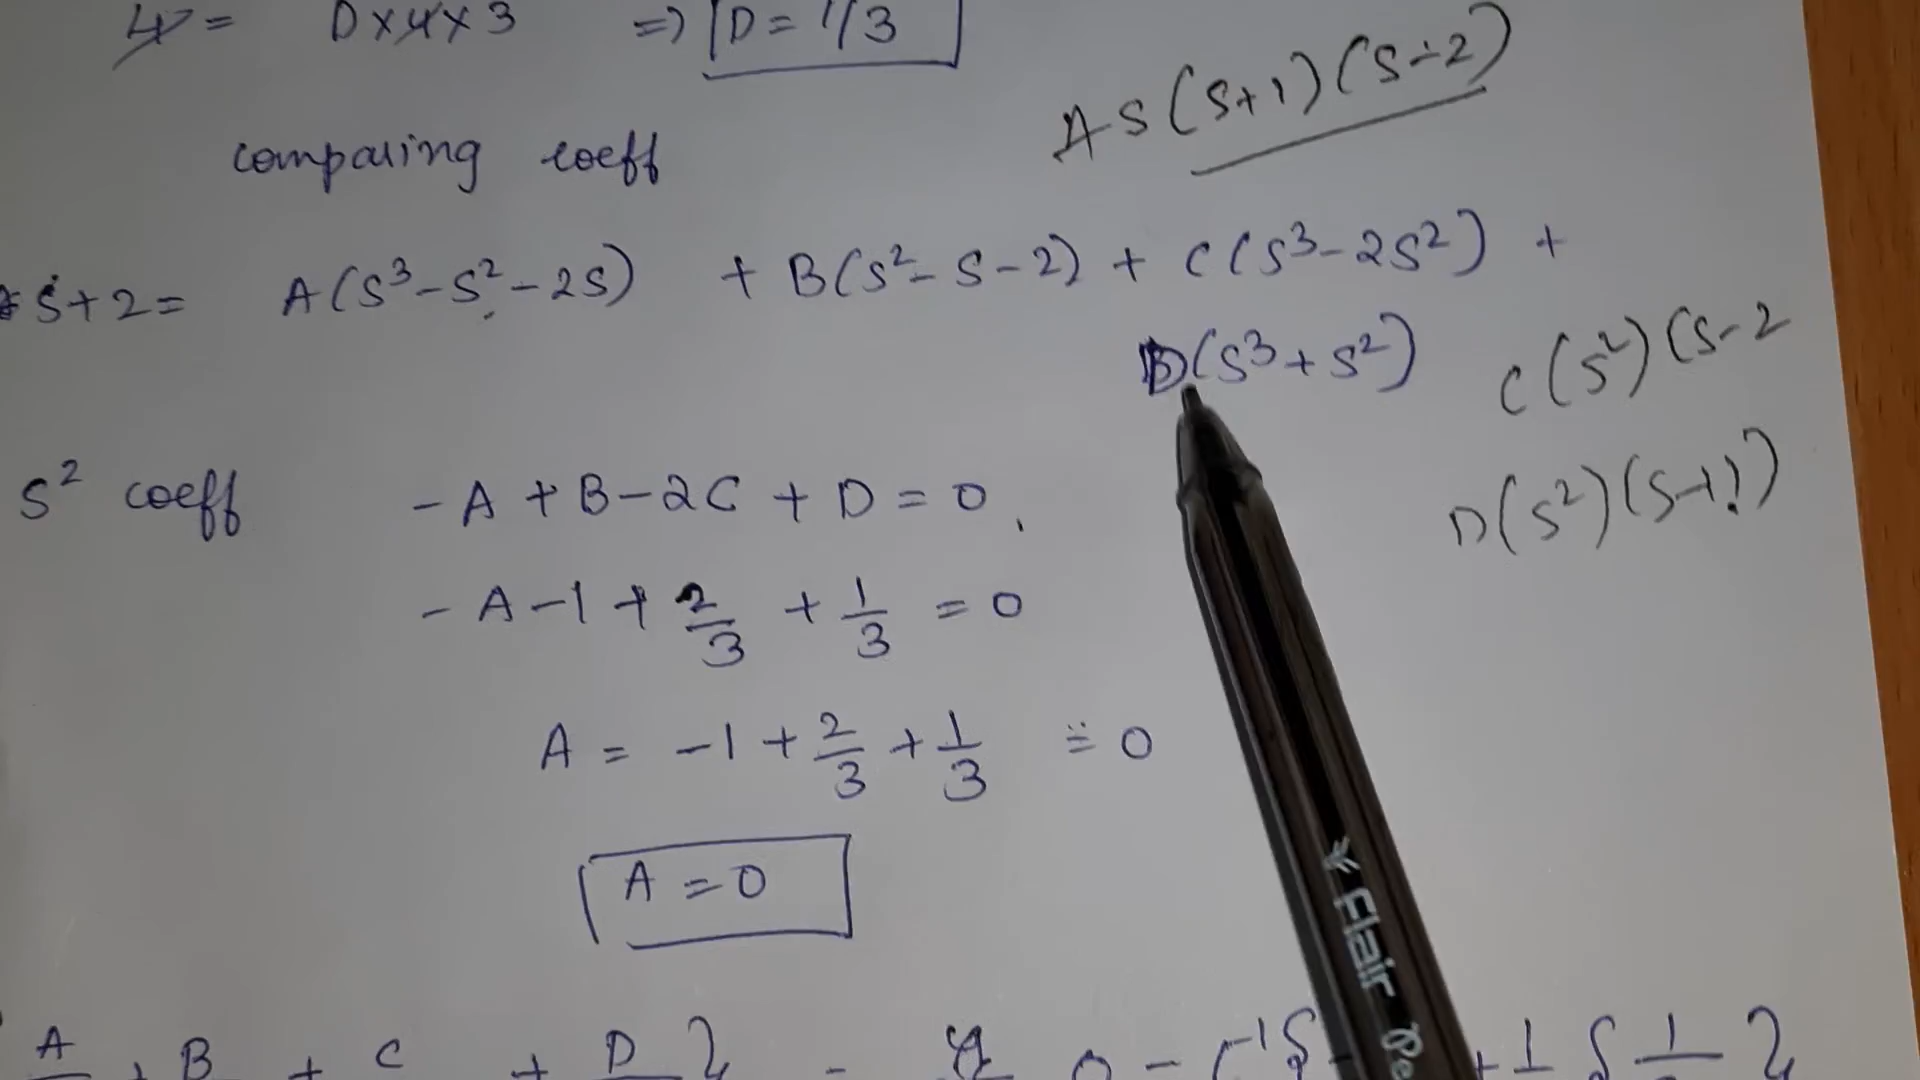 4 = D×4×3 ⇒ D = 1/3
AS(S+1)(S-2)
comparing coeff
S+2 = A(S³-S²-2S) + B(S²-S-2) + C(S³-2S²) +
D(S³+S²)
C(S²)(S-2
D(S²)(S+1)
S² coeff -A+B-2C+D=0
-A-1+2/3+1/3=0
A = -1+2/3+1/3 = 0
A = 0
A + B + C + D } =
Flair